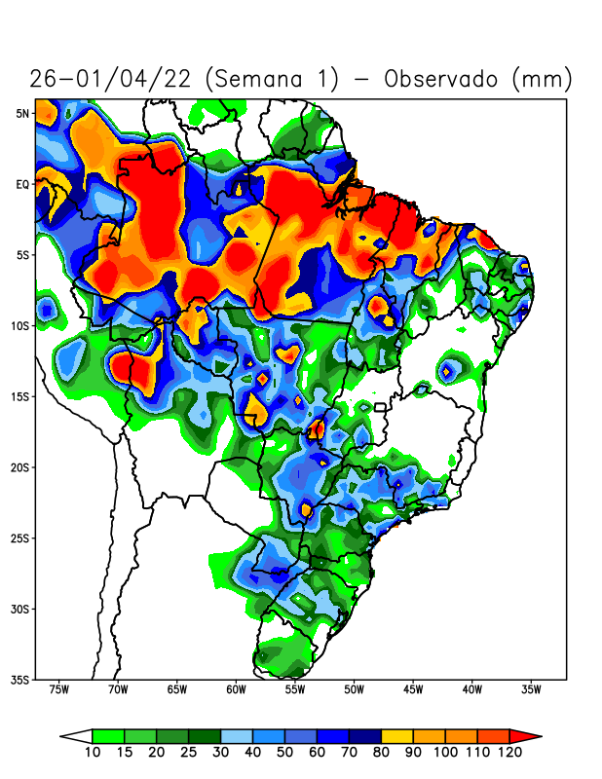 26-01/04/22 (Semana 1) - Observado (mm)
5N
EQ
5S
10S
15S
20S
25S
30S
35S
75W 70W 65W 60W 55W 50W 45W 40W 35W
10 15 20 25 30 40 50 60 70 80 90 100 110 120